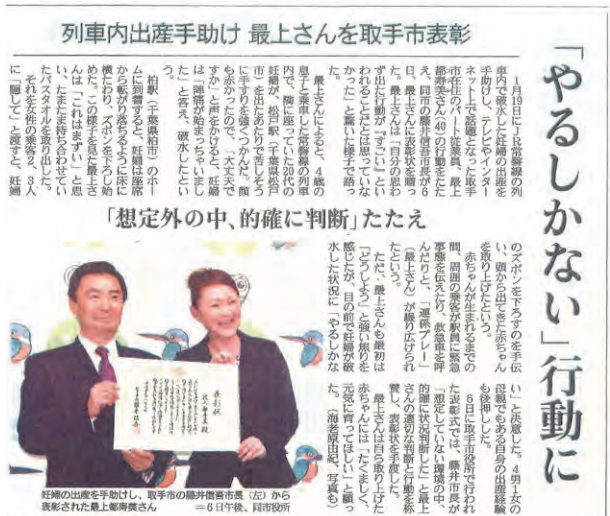 列車内出産手助け 最上さんを取手市表彰
「やるしかない」行動に
1月19日にJR常磐線の列
車内で破水した妊婦の出産を
手助けし、テレビやインター
ネットで話題となった取手
市在住のパート従業員、最上
都寿美さん(40)の行動をたた
え、同市の藤井信吾市長が6
日、最上さんに表彰状を贈っ
た。最上さんは「自分の思わ
ず出た行動が『すごい』とい
われることだとは思っていな
かった」と驚いた様子で語っ
た。
最上さんによると、4歳の
息子と乗車した常磐線の列車
内で、隣に座っていた20代の
妊婦が、松戸駅(千葉県松戸
市)を出たあたりで苦しそう
に手すりを強くつかんだ。顔
も赤かったので、「大丈夫で
すか」と声をかけると、妊婦
は「陣痛が始まっちゃいまし
た」と答え、破水したとい
う。
柏駅(千葉県柏市)のホー
ムに到着すると、妊婦は座席
から転がり落ちるように床に
横たわり、ズボンを下ろし始
めた。この様子を見た最上さ
んは「これはまずい」と思
い、たまたま持ち合わせてい
たバスタオルを取り出した。
それを女性の乗客2、3人
に「隠して」と渡すと、妊婦
「想定外の中、的確に判断」たたえ
のズボンを下ろすのを手伝
い、頭から出てきた赤ちゃん
を取り上げたという。
赤ちゃんが生まれるまでの
間、周囲の乗客が駅員に緊急
事態を伝えたり、救急車を呼
んだりと、「連係プレー」
(最上さん)が繰り広げられ
たという。
ただ、最上さんも最初は
「どうしよう」と強い焦りを
感じたが、目の前で妊婦が破
水した状況に「やるしかな
い」と決意した。4男1女の
母親でもある自身の出産経験
も後押しした。
6日に取手市役所で行われ
た表彰式では、藤井市長が
「想定していない環境の中、
的確に状況判断した」と最上
さんの適切な判断と行動を称
賛し、表彰状を手渡した。
最上さんは自ら取り上げた
赤ちゃんには「たくましく、
元気に育ってほしい」と願っ
た。(海老原由紀、写真も)
表彰状
妊婦の出産を手助けし、取手市の藤井信吾市長(左)から
表彰された最上都寿美さん =6日午後、同市役所